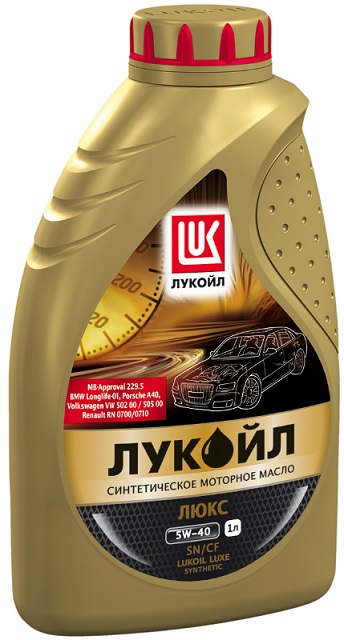 LUK
ЛУКОЙЛ
200
220
MB-Approval 229.5
BMW Longlife-01, Porsche A40,
Volkswagen VW 502 00 / 505 00
Renault RN 0700/0710
ЛУКОЙЛ
СИНТЕТИЧЕСКОЕ МОТОРНОЕ МАСЛО
ЛЮКС
5W-40 1л
SN/CF
LUKOIL LUXE
SYNTHETIC